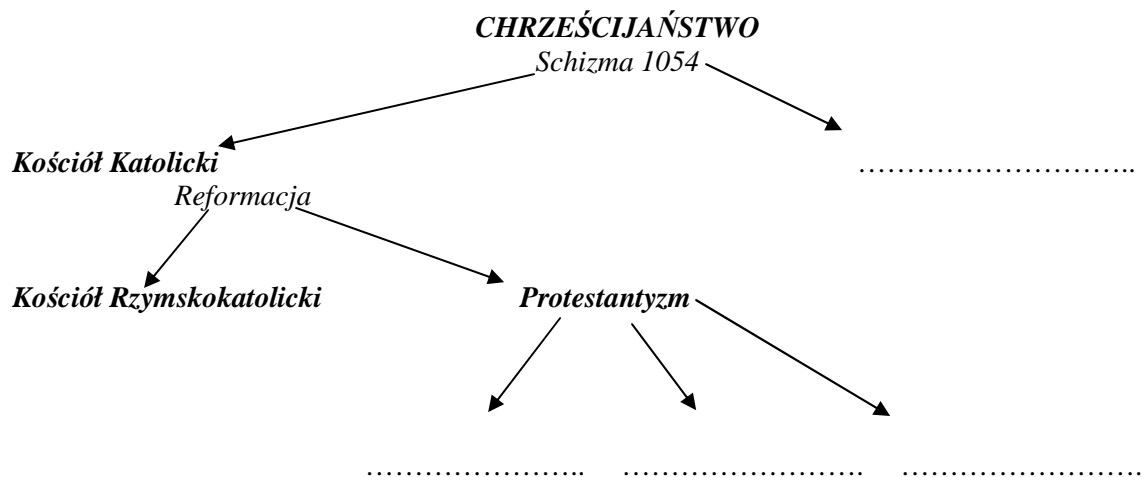 CHRZEŚCIJAŃSTWO
Schizma 1054
Kościół Katolicki ………………………..
Reformacja
Kościół Rzymskokatolicki Protestantyzm
………………….. ……………………. …………………….